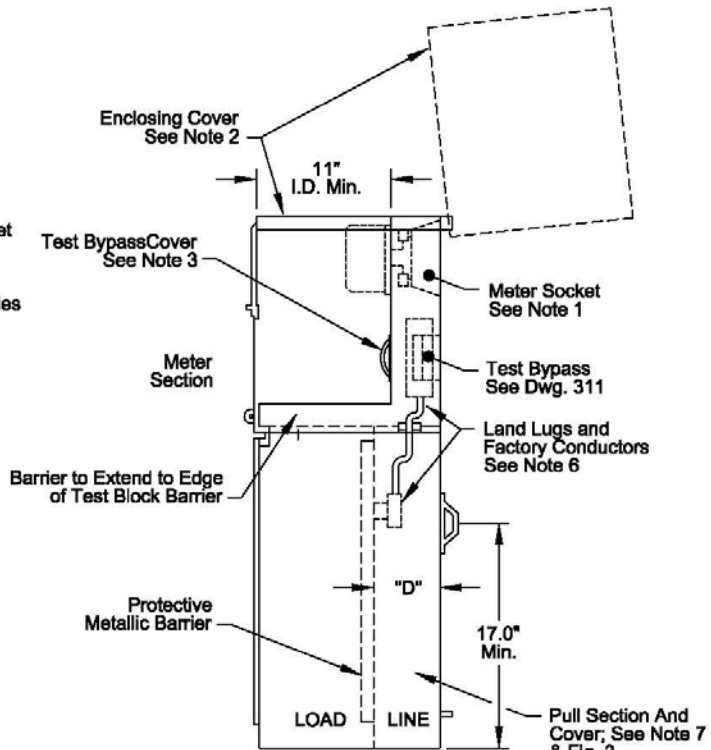 Enclosing Cover
See Note 2
11"
I.D. Min.
Test BypassCover
See Note 3
Meter Socket
See Note 1
Meter
Section
Test Bypass
See Dwg. 311
Land Lugs and
Factory Conductors
See Note 6
Barrier to Extend to Edge
of Test Block Barrier
"D"
Protective
Metallic Barrier
17.0"
Min.
LOAD
LINE
Pull Section And
Cover; See Note 7